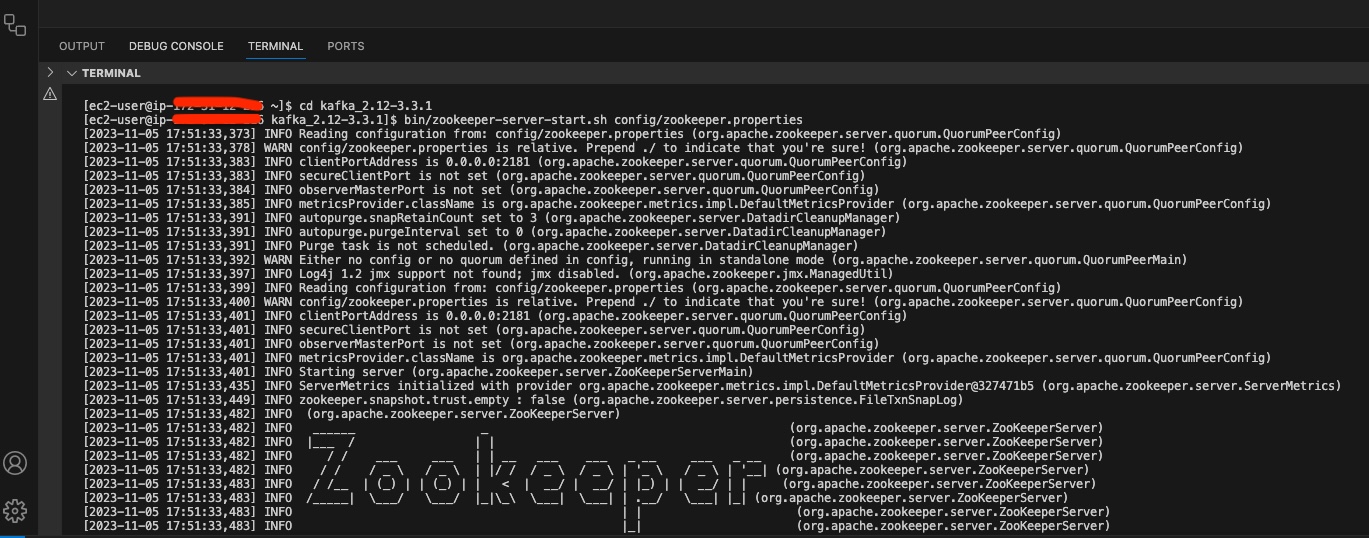 OUTPUT DEBUG CONSOLE TERMINAL PORTS
TERMINAL
[ec2-user@ip- ~]$ cd kafka_2.12-3.3.1
[ec2-user@ip- kafka_2.12-3.3.1]$ bin/zookeeper-server-start.sh config/zookeeper.properties
[2023-11-05 17:51:33,373] INFO Reading configuration from: config/zookeeper.properties (org.apache.zookeeper.server.quorum.QuorumPeerConfig)
[2023-11-05 17:51:33,378] WARN config/zookeeper.properties is relative. Prepend ./ to indicate that you're sure! (org.apache.zookeeper.server.quorum.QuorumPeerConfig)
[2023-11-05 17:51:33,383] INFO clientPortAddress is 0.0.0.0:2181 (org.apache.zookeeper.server.quorum.QuorumPeerConfig)
[2023-11-05 17:51:33,383] INFO secureClientPort is not set (org.apache.zookeeper.server.quorum.QuorumPeerConfig)
[2023-11-05 17:51:33,384] INFO observerMasterPort is not set (org.apache.zookeeper.server.quorum.QuorumPeerConfig)
[2023-11-05 17:51:33,385] INFO metricsProvider.className is org.apache.zookeeper.metrics.impl.DefaultMetricsProvider (org.apache.zookeeper.server.quorum.QuorumPeerConfig)
[2023-11-05 17:51:33,391] INFO autopurge.snapRetainCount set to 3 (org.apache.zookeeper.server.DatadirCleanupManager)
[2023-11-05 17:51:33,391] INFO autopurge.purgeInterval set to 0 (org.apache.zookeeper.server.DatadirCleanupManager)
[2023-11-05 17:51:33,391] INFO Purge task is not scheduled. (org.apache.zookeeper.server.DatadirCleanupManager)
[2023-11-05 17:51:33,392] WARN Either no config or no quorum defined in config, running in standalone mode (org.apache.zookeeper.server.quorum.QuorumPeerMain)
[2023-11-05 17:51:33,397] INFO Log4j 1.2 jmx support not found; jmx disabled. (org.apache.zookeeper.jmx.ManagedUtil)
[2023-11-05 17:51:33,399] INFO Reading configuration from: config/zookeeper.properties (org.apache.zookeeper.server.quorum.QuorumPeerConfig)
[2023-11-05 17:51:33,400] WARN config/zookeeper.properties is relative. Prepend ./ to indicate that you're sure! (org.apache.zookeeper.server.quorum.QuorumPeerConfig)
[2023-11-05 17:51:33,401] INFO clientPortAddress is 0.0.0.0:2181 (org.apache.zookeeper.server.quorum.QuorumPeerConfig)
[2023-11-05 17:51:33,401] INFO secureClientPort is not set (org.apache.zookeeper.server.quorum.QuorumPeerConfig)
[2023-11-05 17:51:33,401] INFO observerMasterPort is not set (org.apache.zookeeper.server.quorum.QuorumPeerConfig)
[2023-11-05 17:51:33,401] INFO metricsProvider.className is org.apache.zookeeper.metrics.impl.DefaultMetricsProvider (org.apache.zookeeper.server.quorum.QuorumPeerConfig)
[2023-11-05 17:51:33,401] INFO Starting server (org.apache.zookeeper.server.ZooKeeperServerMain)
[2023-11-05 17:51:33,435] INFO ServerMetrics initialized with provider org.apache.zookeeper.metrics.impl.DefaultMetricsProvider@327471b5 (org.apache.zookeeper.server.ServerMetrics)
[2023-11-05 17:51:33,449] INFO zookeeper.snapshot.trust.empty : false (org.apache.zookeeper.server.persistence.FileTxnSnapLog)
[2023-11-05 17:51:33,482] INFO (org.apache.zookeeper.server.ZooKeeperServer)
[2023-11-05 17:51:33,482] INFO   ______                  _                                          (org.apache.zookeeper.server.ZooKeeperServer)
[2023-11-05 17:51:33,482] INFO  |___  /                 | |                                         (org.apache.zookeeper.server.ZooKeeperServer)
[2023-11-05 17:51:33,482] INFO     / /    ___     ___   | | __   ___    ___   _ __     ___   _ __   (org.apache.zookeeper.server.ZooKeeperServer)
[2023-11-05 17:51:33,482] INFO    / /    / _ \   / _ \  | |/ /  / _ \  / _ \ | '_ \   / _ \ | '__| (org.apache.zookeeper.server.ZooKeeperServer)
[2023-11-05 17:51:33,483] INFO   / /__  | (_) | | (_) | |   <  |  __/ |  __/ | |_) | |  __/ | |     (org.apache.zookeeper.server.ZooKeeperServer)
[2023-11-05 17:51:33,483] INFO  /_____|  \___/   \___/  |_|\_\  \___|  \___| | .__/   \___| |_| (org.apache.zookeeper.server.ZooKeeperServer)
[2023-11-05 17:51:33,483] INFO                                               | |                     (org.apache.zookeeper.server.ZooKeeperServer)
[2023-11-05 17:51:33,483] INFO                                               |_|                     (org.apache.zookeeper.server.ZooKeeperServer)